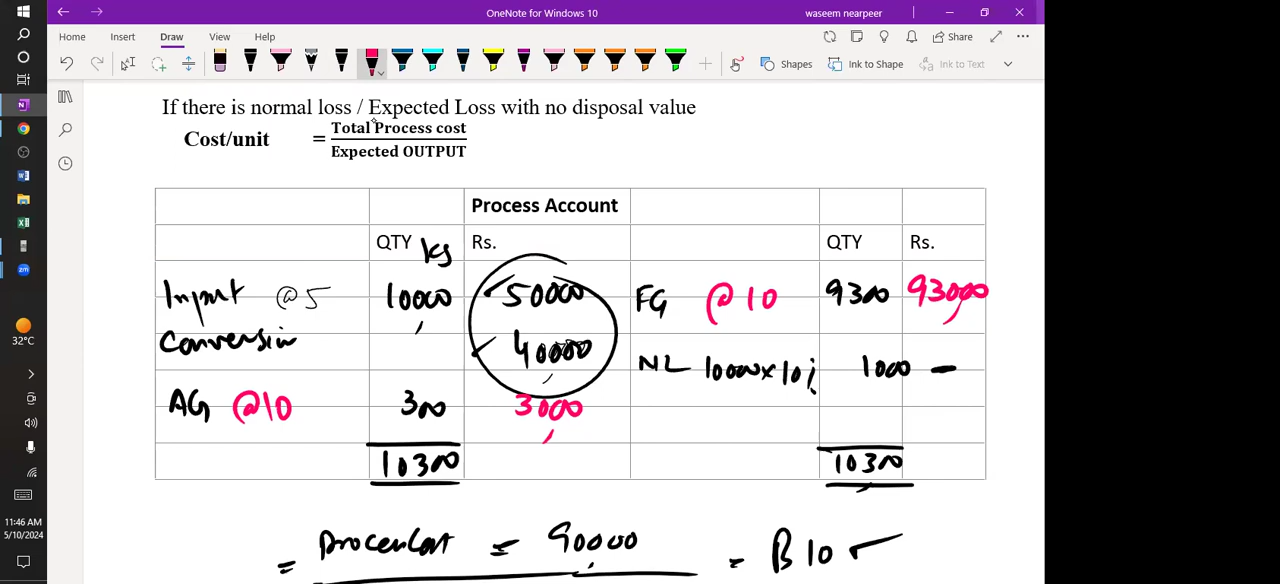 OneNote for Windows 10
waseem nearpeer
Home Insert Draw View Help
Share
Shapes Ink to Shape Ink to Text
If there is normal loss / Expected Loss with no disposal value
Cost/unit = Total Process cost
Expected OUTPUT
Process Account
QTY kg Rs. QTY Rs.
Input @5 10000 50000 FG @10 9300 93000
Conversion 40000
NL 10000x10% 1000 -
AG @10 300 3000
10300 10300
= Process Cost = 90000 = B 10
32°C
11:46 AM
5/10/2024